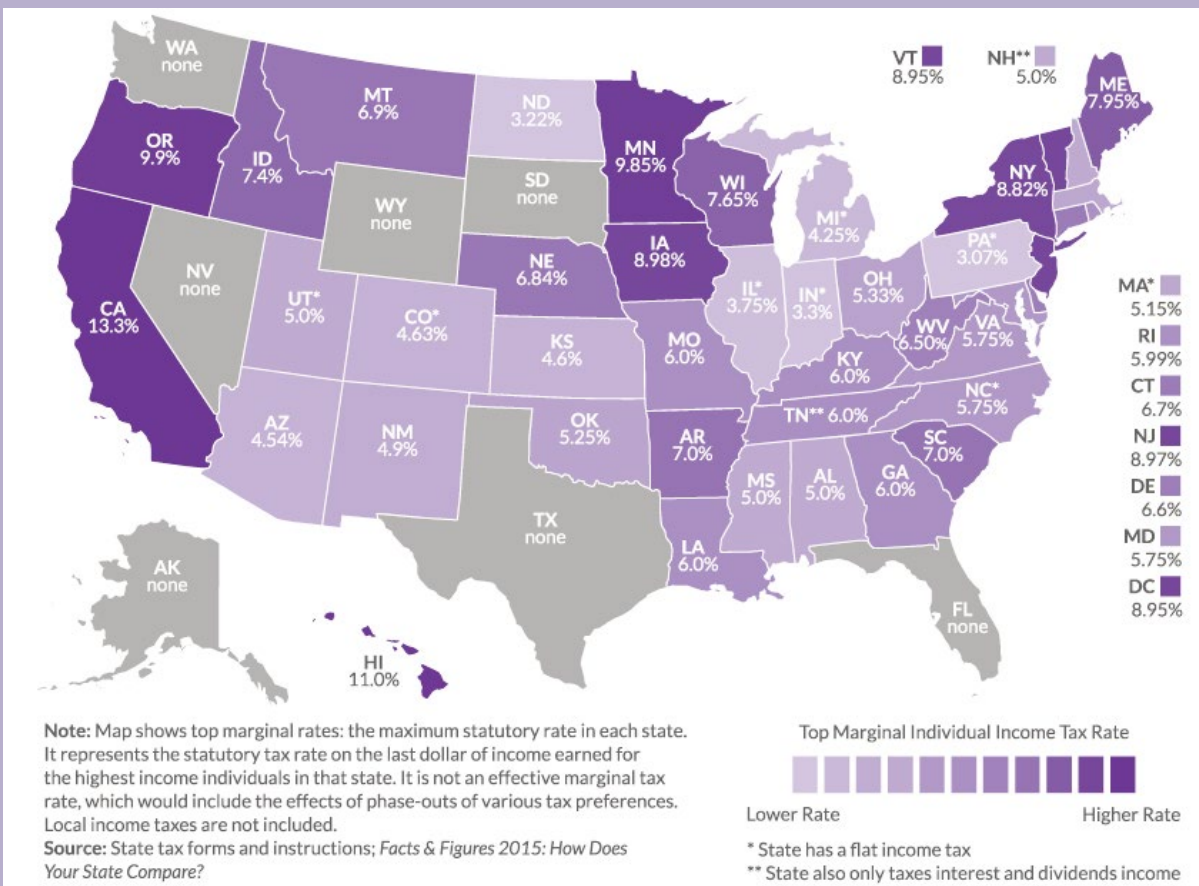 WA
none
MT
6.9%
ND
3.22%
MN
9.85%
VT
8.95%
NH**
5.0%
ME
7.95%
OR
9.9%
ID
7.4%
WY
none
SD
none
WI
7.65%
MI*
4.25%
NY
8.82%
NV
none
NE
6.84%
IA
8.98%
PA*
3.07%
CA
13.3%
UT*
5.0%
CO*
4.63%
KS
4.6%
MO
6.0%
IL*
3.75%
IN*
3.3%
OH
5.33%
WV
6.50%
VA
5.75%
KY
6.0%
AZ
4.54%
NM
4.9%
OK
5.25%
AR
7.0%
TN** 6.0%
NC*
5.75%
SC
7.0%
MS
5.0%
AL
5.0%
GA
6.0%
TX
none
LA
6.0%
FL
none
AK
none
HI
11.0%
MA*
5.15%
RI
5.99%
CT
6.7%
NJ
8.97%
DE
6.6%
MD
5.75%
DC
8.95%
Note: Map shows top marginal rates: the maximum statutory rate in each state.
It represents the statutory tax rate on the last dollar of income earned for
the highest income individuals in that state. It is not an effective marginal tax
rate, which would include the effects of phase-outs of various tax preferences.
Local income taxes are not included.
Source: State tax forms and instructions; Facts & Figures 2015: How Does
Your State Compare?
Top Marginal Individual Income Tax Rate
Lower Rate
Higher Rate
* State has a flat income tax
** State also only taxes interest and dividends income